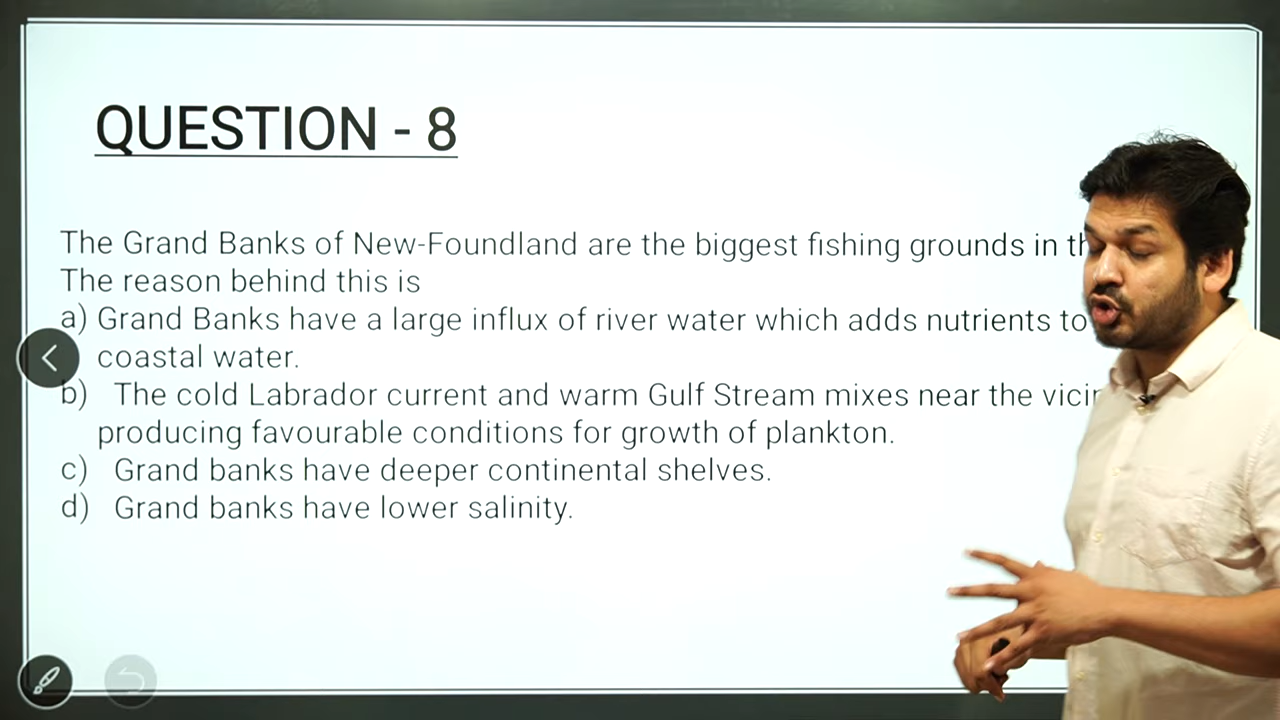 QUESTION - 8
The Grand Banks of New-Foundland are the biggest fishing grounds in
The reason behind this is
a) Grand Banks have a large influx of river water which adds nutrients to
coastal water.
b) The cold Labrador current and warm Gulf Stream mixes near the
producing favourable conditions for growth of plankton.
c) Grand banks have deeper continental shelves.
d) Grand banks have lower salinity.